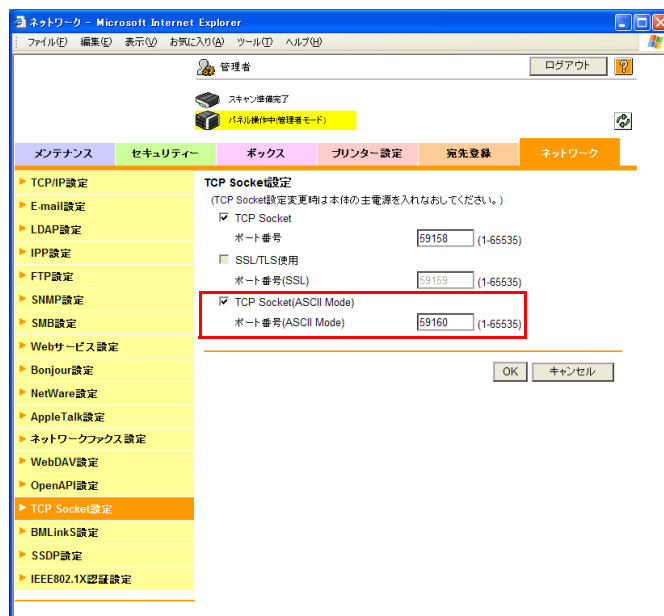 ネットワーク - Microsoft Internet Explorer
ファイル(F) 編集(E) 表示(V) お気に入り(A) ツール(T) ヘルプ(H)
管理者 ログアウト ?
スキャン準備完了
パネル操作中(管理者モード)
メンテナンス セキュリティー ボックス プリンター設定 宛先登録 ネットワーク
TCP/IP設定
E-mail設定
LDAP設定
IPP設定
FTP設定
SNMP設定
SMB設定
Webサービス設定
Bonjour設定
NetWare設定
AppleTalk設定
ネットワークファクス設定
WebDAV設定
OpenAPI設定
TCP Socket設定
BMLinkS設定
SSDP設定
IEEE802.1X認証設定
TCP Socket設定
(TCP Socket設定変更時は本体の主電源を入れなおしてください。)
TCP Socket
ポート番号 59158 (1-65535)
SSL/TLS使用
ポート番号(SSL) 59159 (1-65535)
TCP Socket(ASCII Mode)
ポート番号(ASCII Mode) 59160 (1-65535)
OK キャンセル